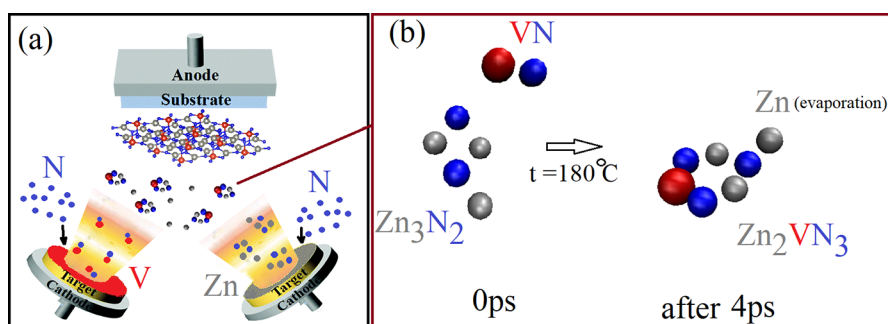 (a)
Anode
Substrate
N
N
V
Zn
Target
Cathode
Target
Cathode
(b)
VN
Zn (evaporation)
t =180°C
Zn3N2
Zn2VN3
0ps
after 4ps